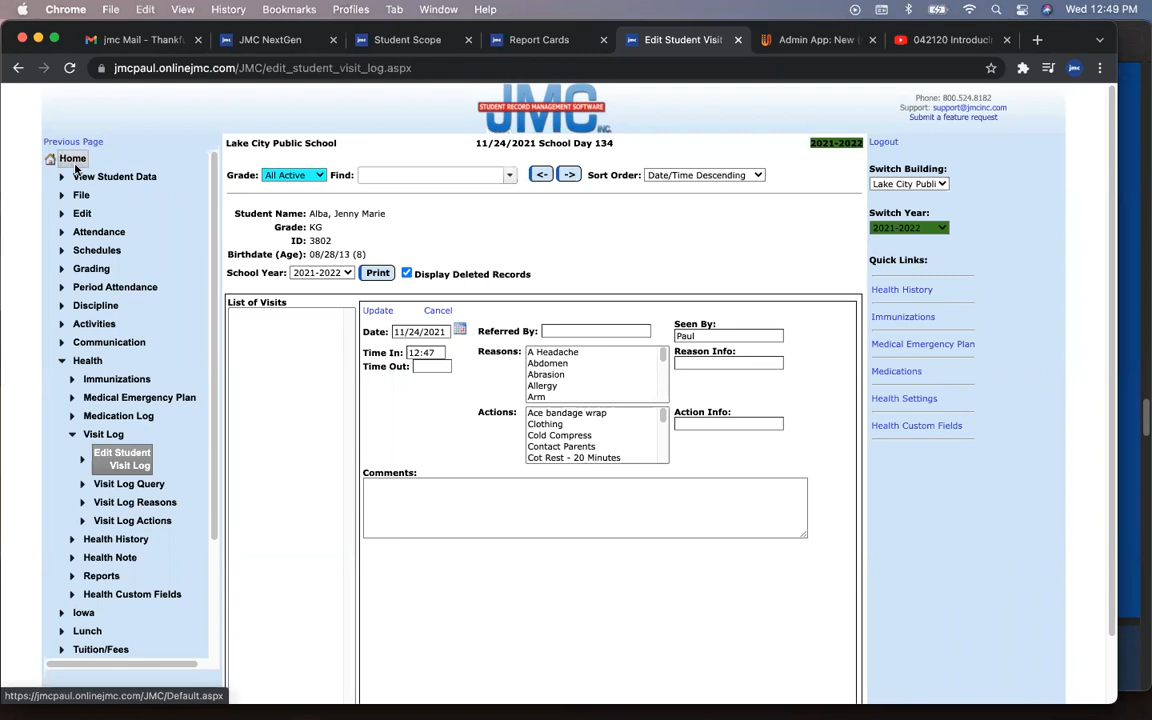 Chrome File Edit View History Bookmarks Profiles Tab Window Help Wed 12:49 PM
jmc Mail - Thankf JMC NextGen Student Scope Report Cards Edit Student Visit Admin App: New ( 042120 Introduci
jmcpaul.onlinejmc.com/JMC/edit_student_visit_log.aspx jmc
JMC
STUDENT RECORD MANAGEMENT SOFTWARE
INC.
Phone: 800.524.8182
Support: support@jmcinc.com
Submit a feature request
Previous Page
Home
View Student Data
File
Edit
Attendance
Schedules
Grading
Period Attendance
Discipline
Activities
Communication
Health
Immunizations
Medical Emergency Plan
Medication Log
Visit Log
Edit Student
Visit Log
Visit Log Query
Visit Log Reasons
Visit Log Actions
Health History
Health Note
Reports
Health Custom Fields
Iowa
Lunch
Tuition/Fees
Lake City Public School 11/24/2021 School Day 134 2021-2022
Grade: All Active Find: <- -> Sort Order: Date/Time Descending
Student Name: Alba, Jenny Marie
Grade: KG
ID: 3802
Birthdate (Age): 08/28/13 (8)
School Year: 2021-2022 Print Display Deleted Records
List of Visits
Update Cancel
Date: 11/24/2021 Referred By: Seen By:
Paul
Time In: 12:47 Reasons: Reason Info:
Time Out:
A Headache
Abdomen
Abrasion
Allergy
Arm
Actions: Action Info:
Ace bandage wrap
Clothing
Cold Compress
Contact Parents
Cot Rest - 20 Minutes
Comments:
Logout
Switch Building:
Lake City Publi
Switch Year:
2021-2022
Quick Links:
Health History
Immunizations
Medical Emergency Plan
Medications
Health Settings
Health Custom Fields
https://jmcpaul.onlinejmc.com/JMC/Default.aspx